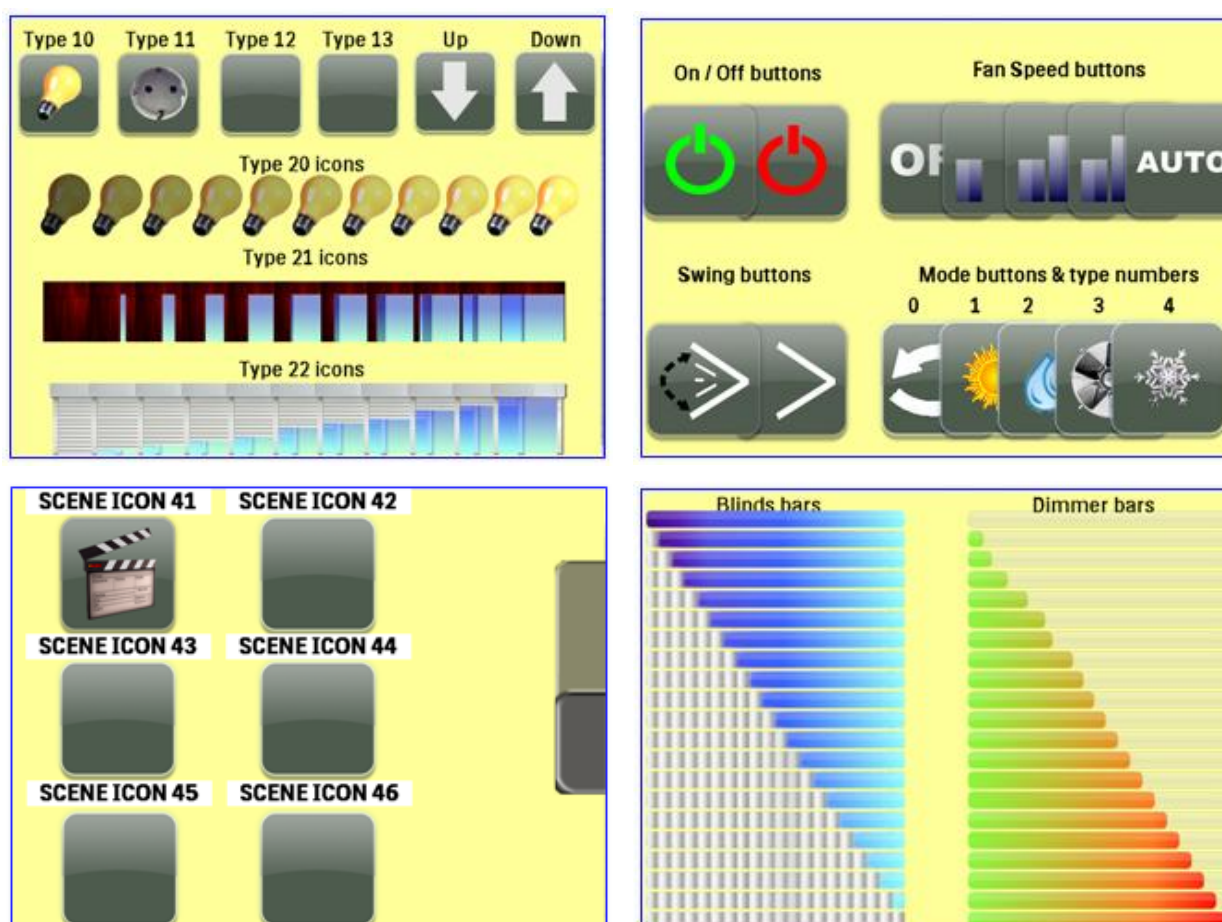 Type 10 Type 11 Type 12 Type 13 Up Down
Type 20 icons
Type 21 icons
Type 22 icons
On / Off buttons Fan Speed buttons
AUTO
Swing buttons Mode buttons & type numbers
0 1 2 3 4
SCENE ICON 41 SCENE ICON 42
SCENE ICON 43 SCENE ICON 44
SCENE ICON 45 SCENE ICON 46
Blinds bars Dimmer bars